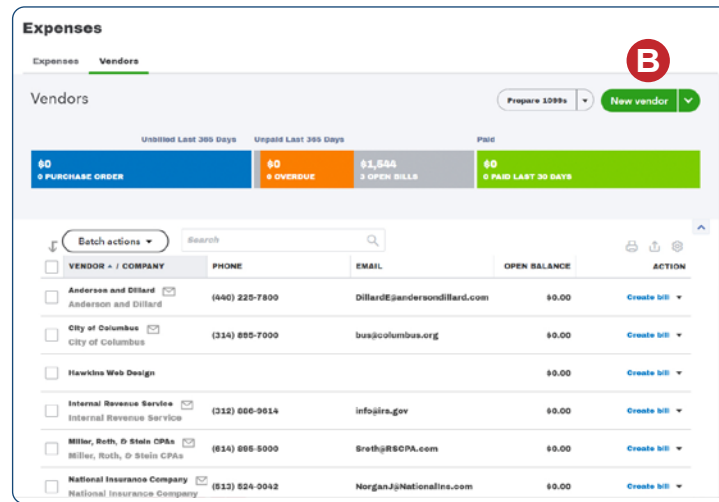 Expenses
Expenses Vendors
B
Vendors
Prepare 1099s
New vendor
Unbilled Last 365 Days Unpaid Last 365 Days Paid
$0 $0 $1,544 $0
0 PURCHASE ORDER 0 OVERDUE 3 OPEN BILLS 0 PAID LAST 30 DAYS
Batch actions Search
VENDOR / COMPANY PHONE EMAIL OPEN BALANCE ACTION
Anderson and Dillard
Anderson and Dillard
(440) 225-7800 DillardE@andersondillard.com $0.00 Create bill
City of Columbus
City of Columbus
(314) 895-7000 bus@columbus.org $0.00 Create bill
Hawkins Web Design $0.00 Create bill
Internal Revenue Service
Internal Revenue Service
(312) 886-9614 info@irs.gov $0.00 Create bill
Miller, Roth, & Stein CPAs
Miller, Roth, & Stein CPAs
(614) 895-5000 Sroth@RSCPA.com $0.00 Create bill
National Insurance Company
National Insurance Company
(513) 524-0042 NorganJ@NationalIns.com $0.00 Create bill